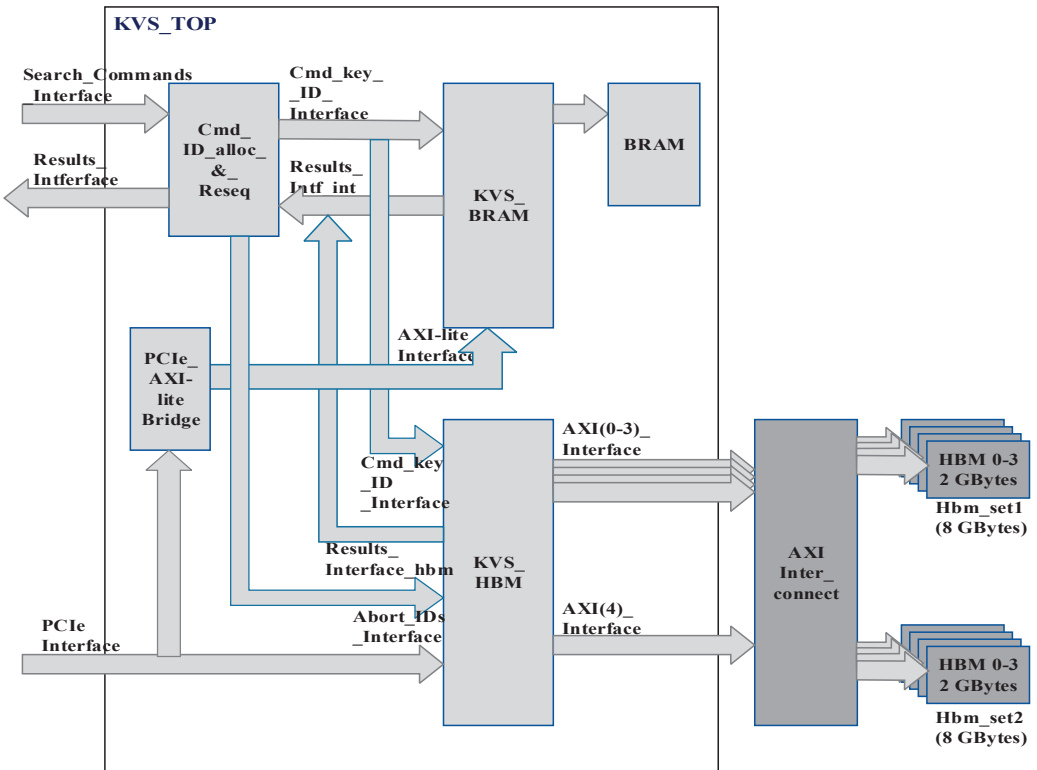 KVS_TOP
Search_Commands
_Interface
Cmd_key_
_ID_
Interface
Cmd_
ID_alloc_
&_
Reseq
BRAM
Results_
Intferface
Results_
Intf_int
KVS_
BRAM
AXI-lite
Interface
PCIe_
AXI-
lite
Bridge
AXI(0-3)_
Interface
Cmd_key
_ID
_Interface
HBM 0-3
2 GBytes
Hbm_set1
(8 GBytes)
Results_
Interface_hbm
KVS_
HBM
AXI
Inter_
connect
Abort_IDs
_Interface
AXI(4)_
Interface
PCIe
Interface
HBM 0-3
2 GBytes
Hbm_set2
(8 GBytes)